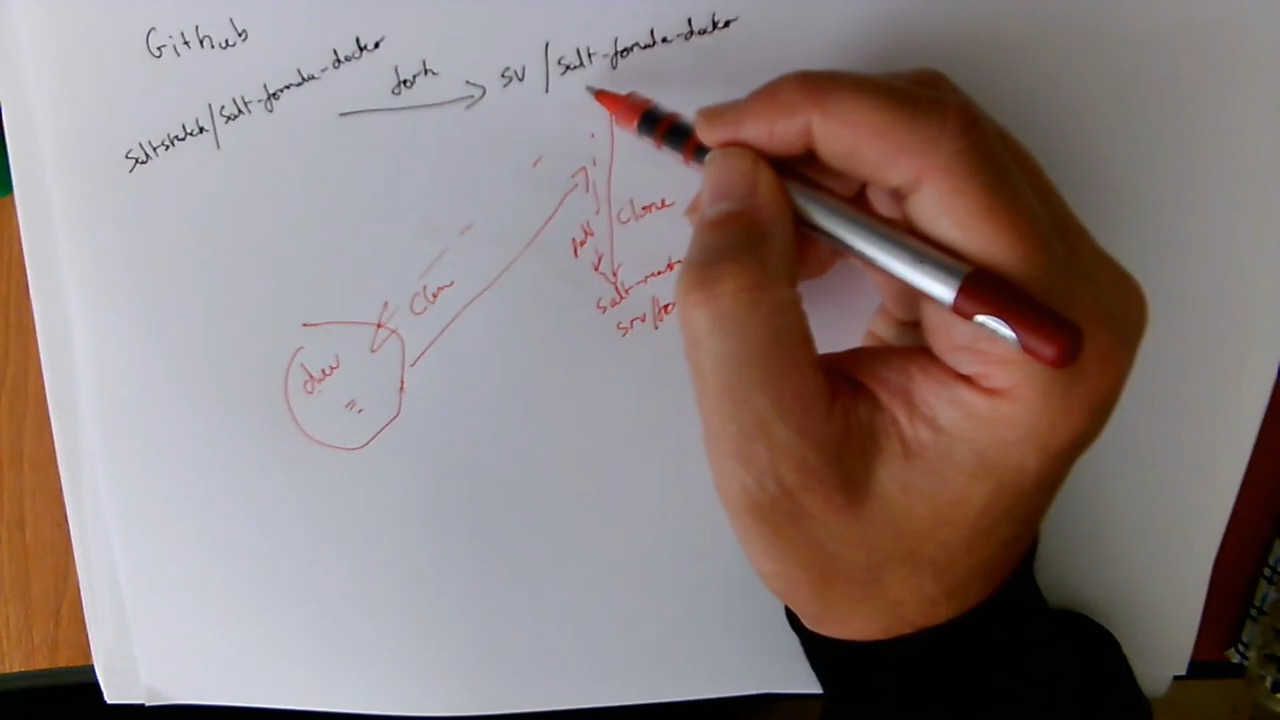 Github
saltstack/salt-formula-docker
fork
sv/salt-formula-docker
clone
pull
clone
dev